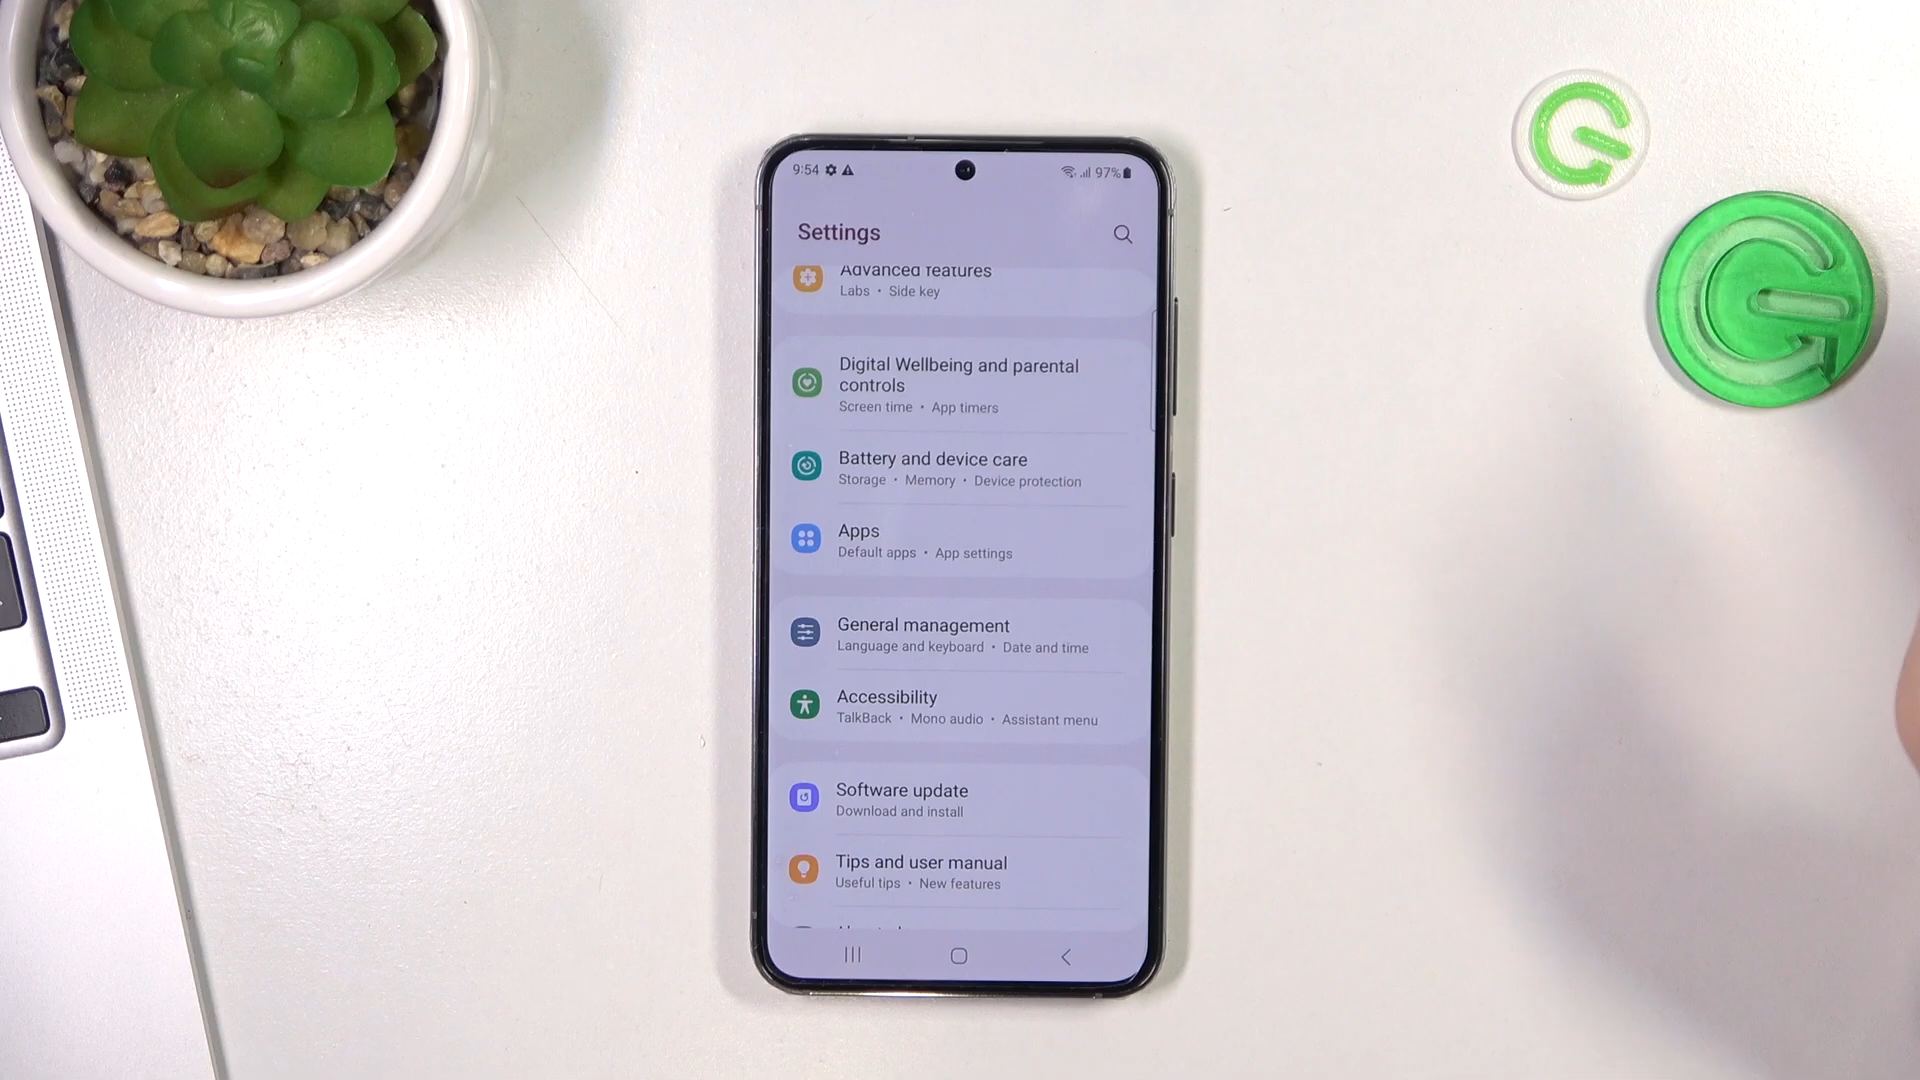 9:54
97%
Settings
Advanced features
Labs • Side key
Digital Wellbeing and parental
controls
Screen time • App timers
Battery and device care
Storage • Memory • Device protection
Apps
Default apps • App settings
General management
Language and keyboard • Date and time
Accessibility
TalkBack • Mono audio • Assistant menu
Software update
Download and install
Tips and user manual
Useful tips • New features